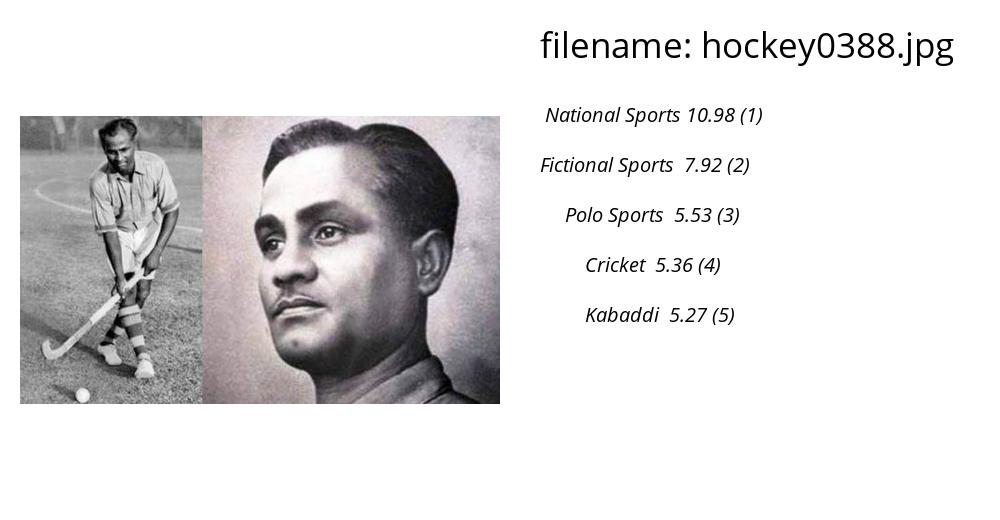 filename: hockey0388.jpg
National Sports 10.98 (1)
Fictional Sports 7.92 (2)
Polo Sports 5.53 (3)
Cricket 5.36 (4)
Kabaddi 5.27 (5)